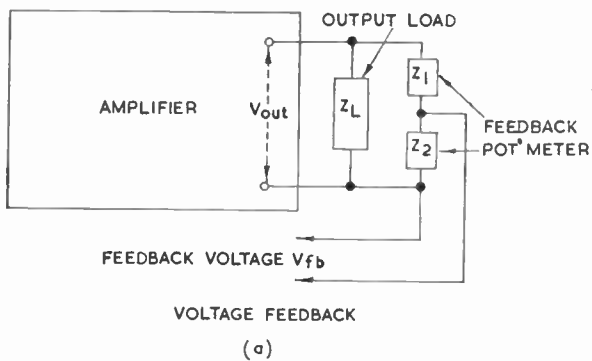 OUTPUT LOAD
AMPLIFIER
Vout
ZL
Z1
Z2
FEEDBACK
POT' METER
FEEDBACK VOLTAGE Vfb
VOLTAGE FEEDBACK
(a)